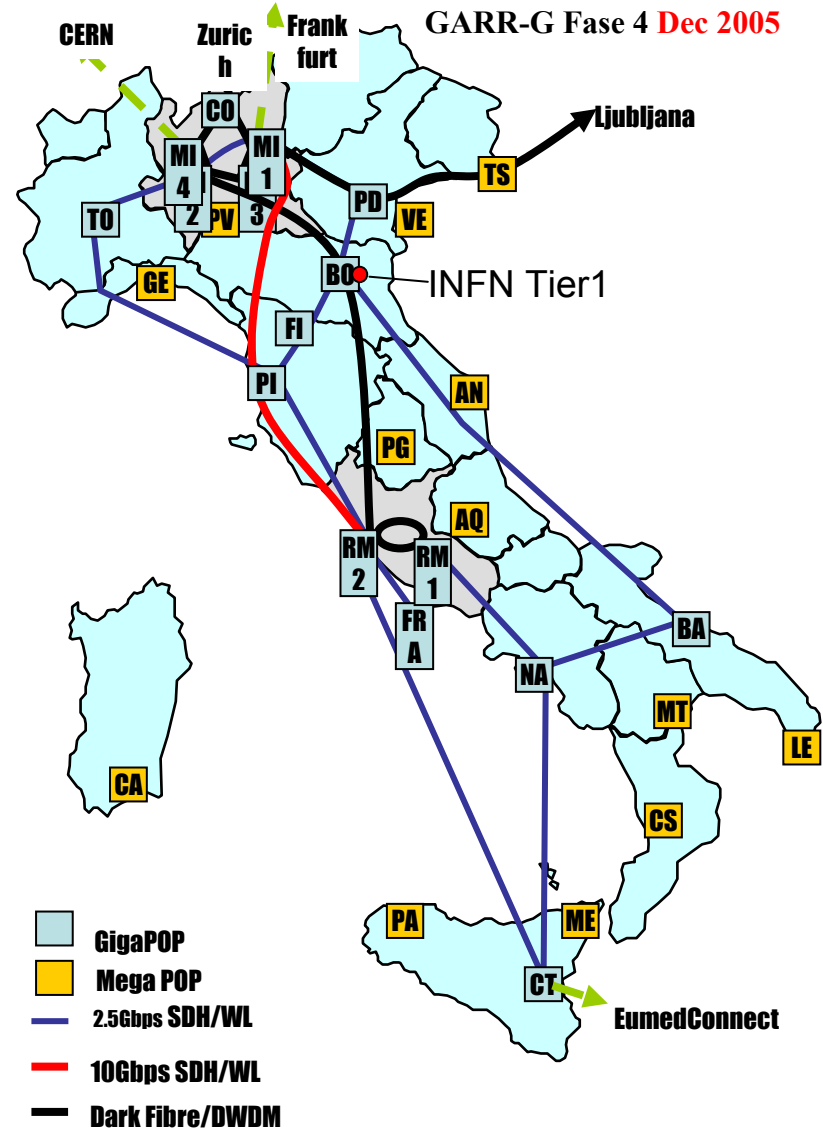 GARR-G Fase 4 Dec 2005
CERN
Zuric
h
Frank
furt
CO
MI
4
MI
1
2
3
PV
TO
PD
TS
Ljubljana
VE
GE
BO
INFN Tier1
FI
PI
AN
PG
AQ
RM
2
RM
1
FR
A
BA
NA
MT
LE
CA
CS
PA
ME
CT
EumedConnect
GigaPOP
Mega POP
2.5Gbps SDH/WL
10Gbps SDH/WL
Dark Fibre/DWDM